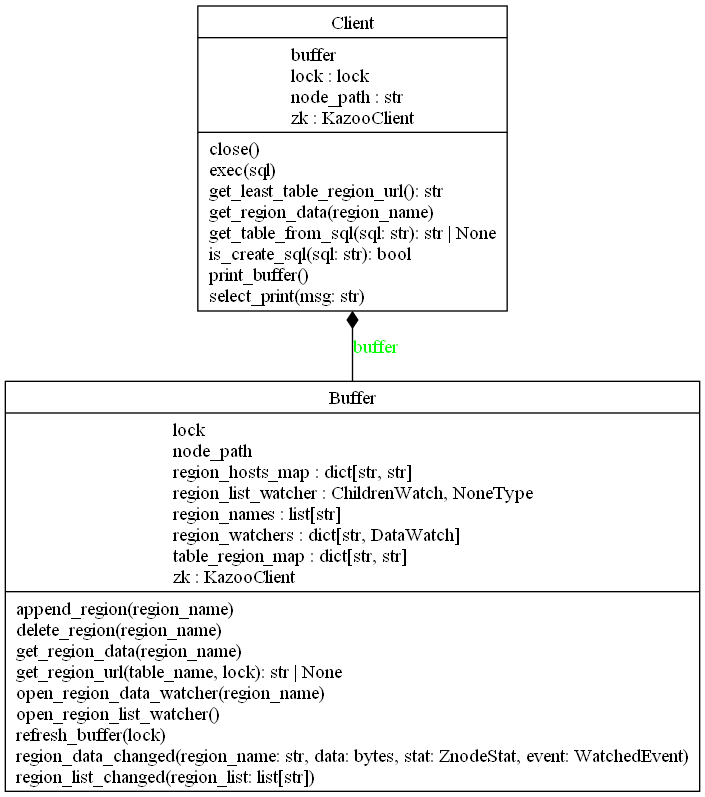 Client
buffer
lock : lock
node_path : str
zk : KazooClient
close()
exec(sql)
get_least_table_region_url(): str
get_region_data(region_name)
get_table_from_sql(sql: str): str | None
is_create_sql(sql: str): bool
print_buffer()
select_print(msg: str)
buffer
Buffer
lock
node_path
region_hosts_map : dict[str, str]
region_list_watcher : ChildrenWatch, NoneType
region_names : list[str]
region_watchers : dict[str, DataWatch]
table_region_map : dict[str, str]
zk : KazooClient
append_region(region_name)
delete_region(region_name)
get_region_data(region_name)
get_region_url(table_name, lock): str | None
open_region_data_watcher(region_name)
open_region_list_watcher()
refresh_buffer(lock)
region_data_changed(region_name: str, data: bytes, stat: ZnodeStat, event: WatchedEvent)
region_list_changed(region_list: list[str])